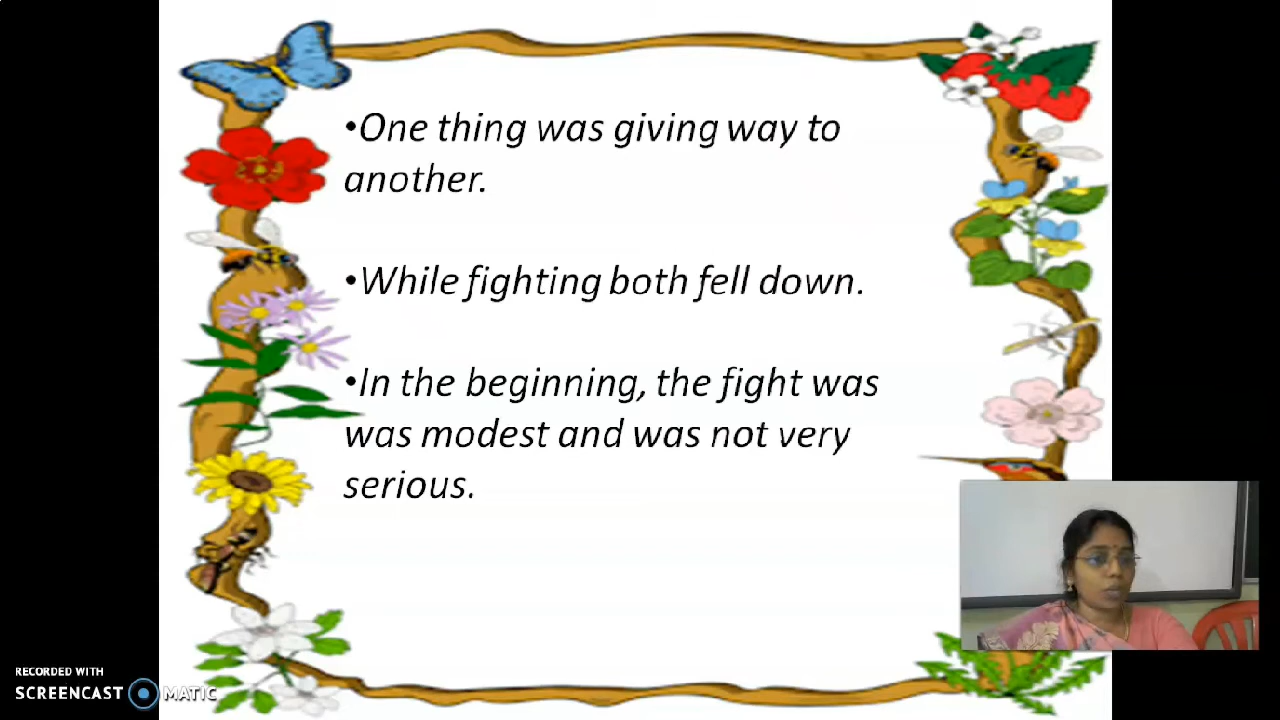 •One thing was giving way to
another.
•While fighting both fell down.
•In the beginning, the fight was
was modest and was not very
serious.
RECORDED WITH
SCREENCAST MATIC